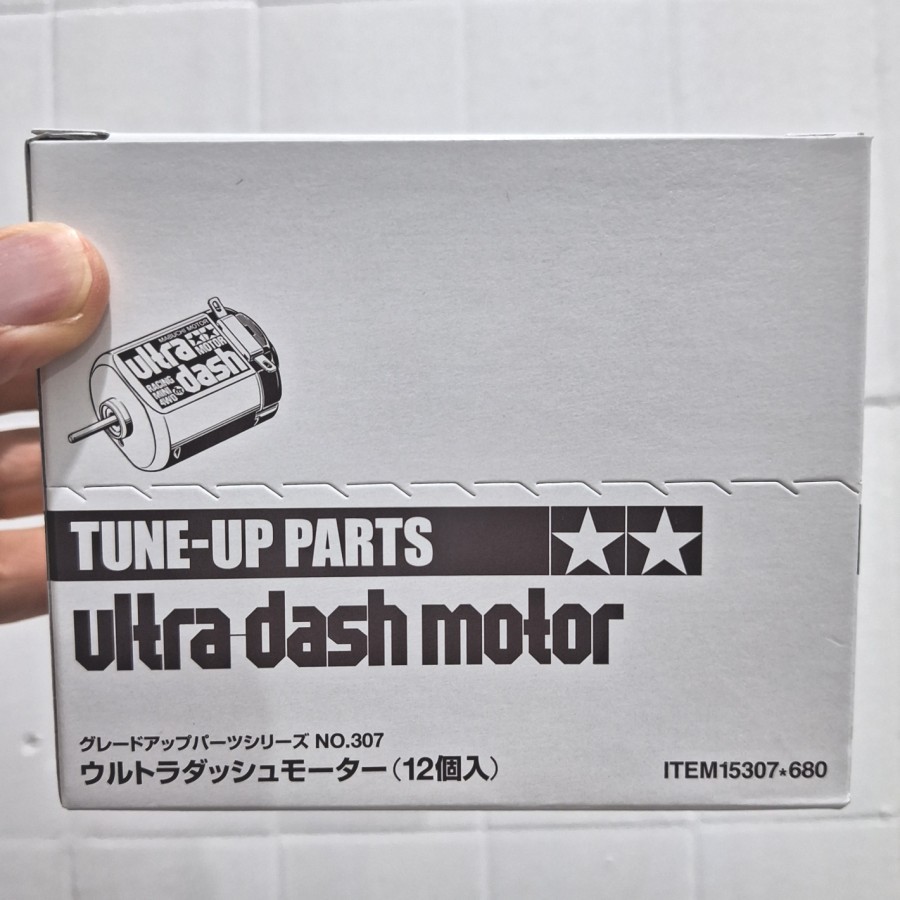 MABUCHI MOTOR
ultra
dash
MOTOR
RACING
MINI
4WD
TUNE-UP PARTS
ultra-dash motor
グレードアップパーツシリーズ NO.307
ウルトラダッシュモーター(12個入)
ITEM15307*680